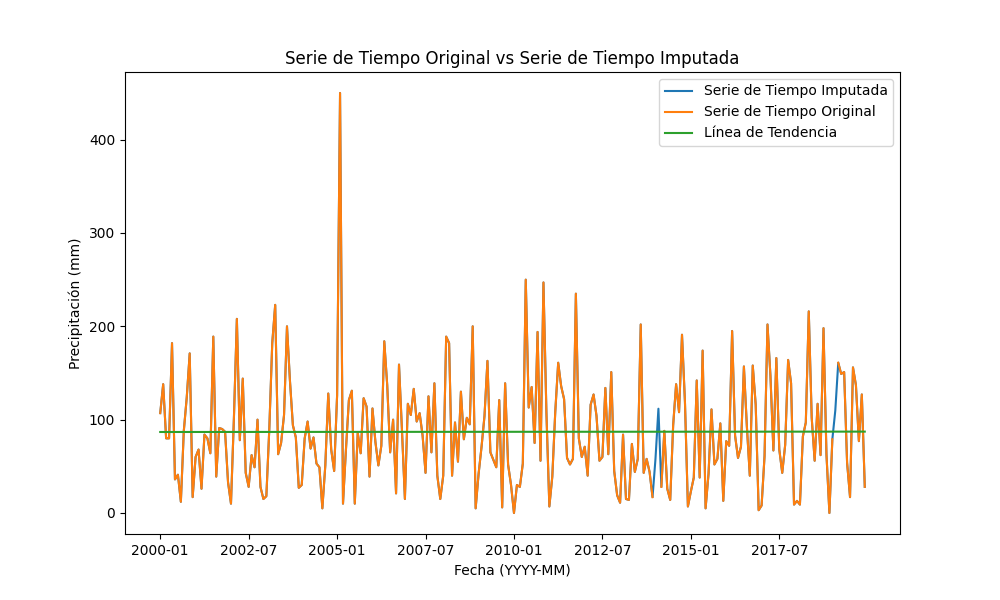 Serie de Tiempo Original vs Serie de Tiempo Imputada
Serie de Tiempo Imputada
Serie de Tiempo Original
Línea de Tendencia
Precipitación (mm)
400
300
200
100
0
2000-01 2002-07 2005-01 2007-07 2010-01 2012-07 2015-01 2017-07
Fecha (YYYY-MM)